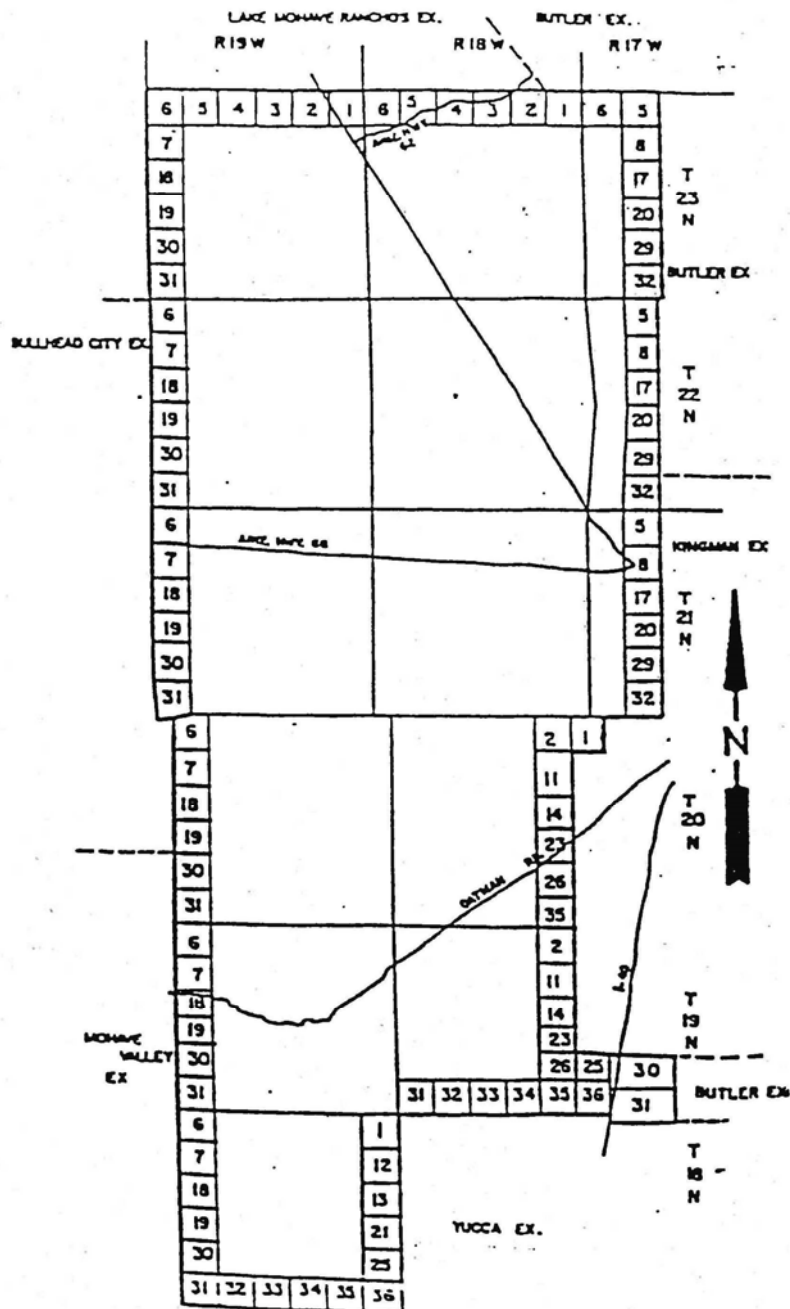 LAKE MOHAVE RANCHOS EX. BUTLER EX.
R19W R18W R17W
6 5 4 3 2 1 6 5 4 3 2 1 6 5
7 8
18 17 T
19 20 23
30 29 N
31 32 BUTLER EX
6 5
BULLHEAD CITY EX 7 8
18 17 T
19 20 22
30 29 N
31 32
6 5
7 8 KINGMAN EX
18 17 T
19 20 21
30 29 N
31 32
N
6 2 1
7 11
18 14 T
19 23 20
30 26 N
OATMAN RD.
31 35
6 2
7 11
18 14 T
19 23 19
N
MOHAVE VALLEY EX
30 26 25 30
31 31 32 33 34 35 36 31 BUTLER EX
6 1
7 12 T
18 13 18
19 21 N
YUCCA EX.
30 25
31 32 33 34 35 36